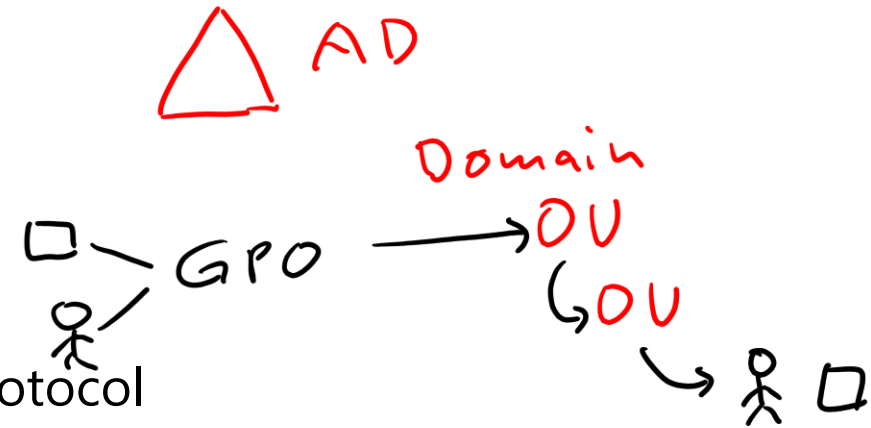 AD
Domain
GPO OU
OU
otocol